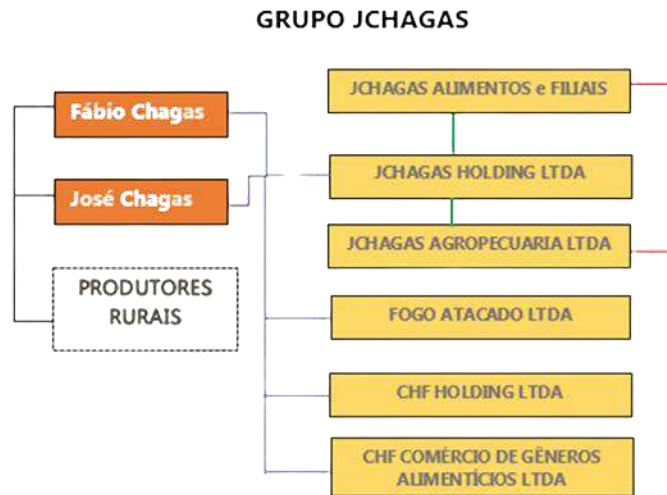 GRUPO JCHAGAS
Fábio Chagas
José Chagas
PRODUTORES
RURAIS
JCHAGAS ALIMENTOS e FILIAIS
JCHAGAS HOLDING LTDA
JCHAGAS AGROPECUARIA LTDA
FOGO ATACADO LTDA
CHF HOLDING LTDA
CHF COMÉRCIO DE GÊNEROS
ALIMENTÍCIOS LTDA